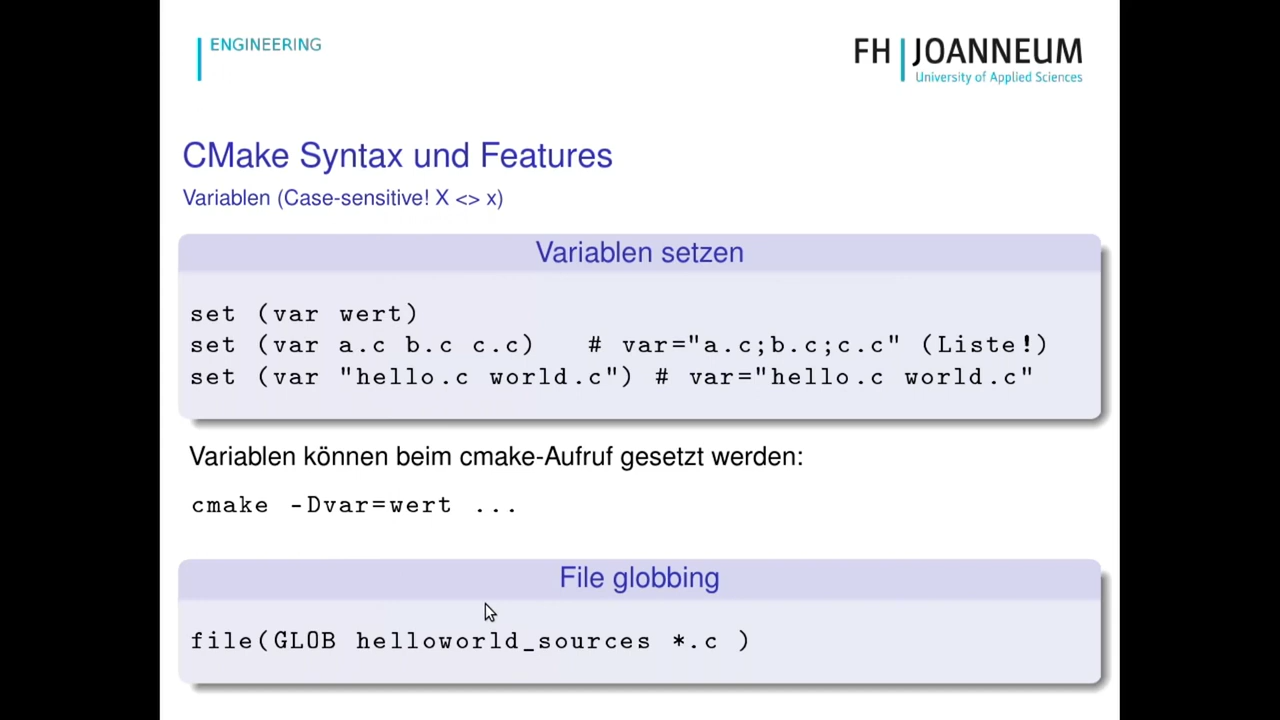 ENGINEERING
FH JOANNEUM
University of Applied Sciences
CMake Syntax und Features
Variablen (Case-sensitive! X <> x)
Variablen setzen
set (var wert)
set (var a.c b.c c.c) # var="a.c;b.c;c.c" (Liste!)
set (var "hello.c world.c") # var="hello.c world.c"
Variablen können beim cmake-Aufruf gesetzt werden:
cmake -Dvar=wert ...
File globbing
file(GLOB helloworld_sources *.c )